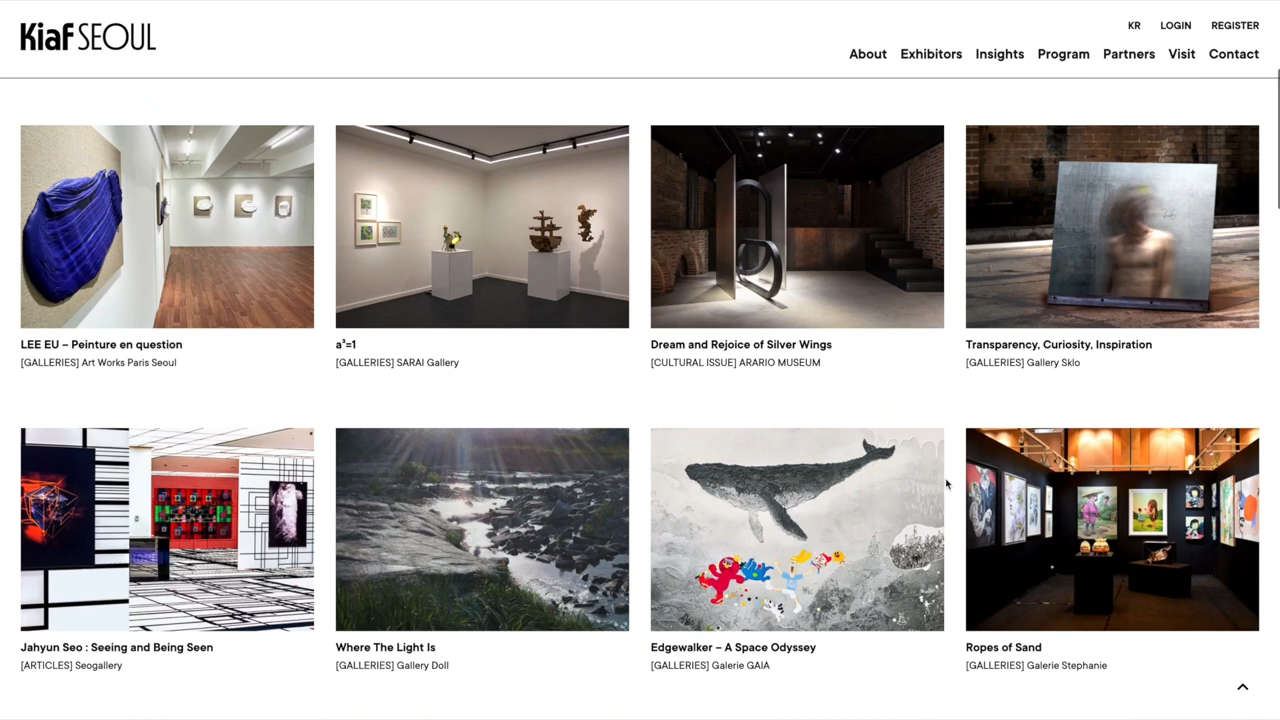 Kiaf SEOUL
KR LOGIN REGISTER
About Exhibitors Insights Program Partners Visit Contact
LEE EU – Peinture en question
[GALLERIES] Art Works Paris Seoul
a³=1
[GALLERIES] SARAI Gallery
Dream and Rejoice of Silver Wings
[CULTURAL ISSUE] ARARIO MUSEUM
Transparency, Curiosity, Inspiration
[GALLERIES] Gallery Sklo
Jahyun Seo : Seeing and Being Seen
[ARTICLES] Seogallery
Where The Light Is
[GALLERIES] Gallery Doll
Edgewalker – A Space Odyssey
[GALLERIES] Galerie GAIA
Ropes of Sand
[GALLERIES] Galerie Stephanie